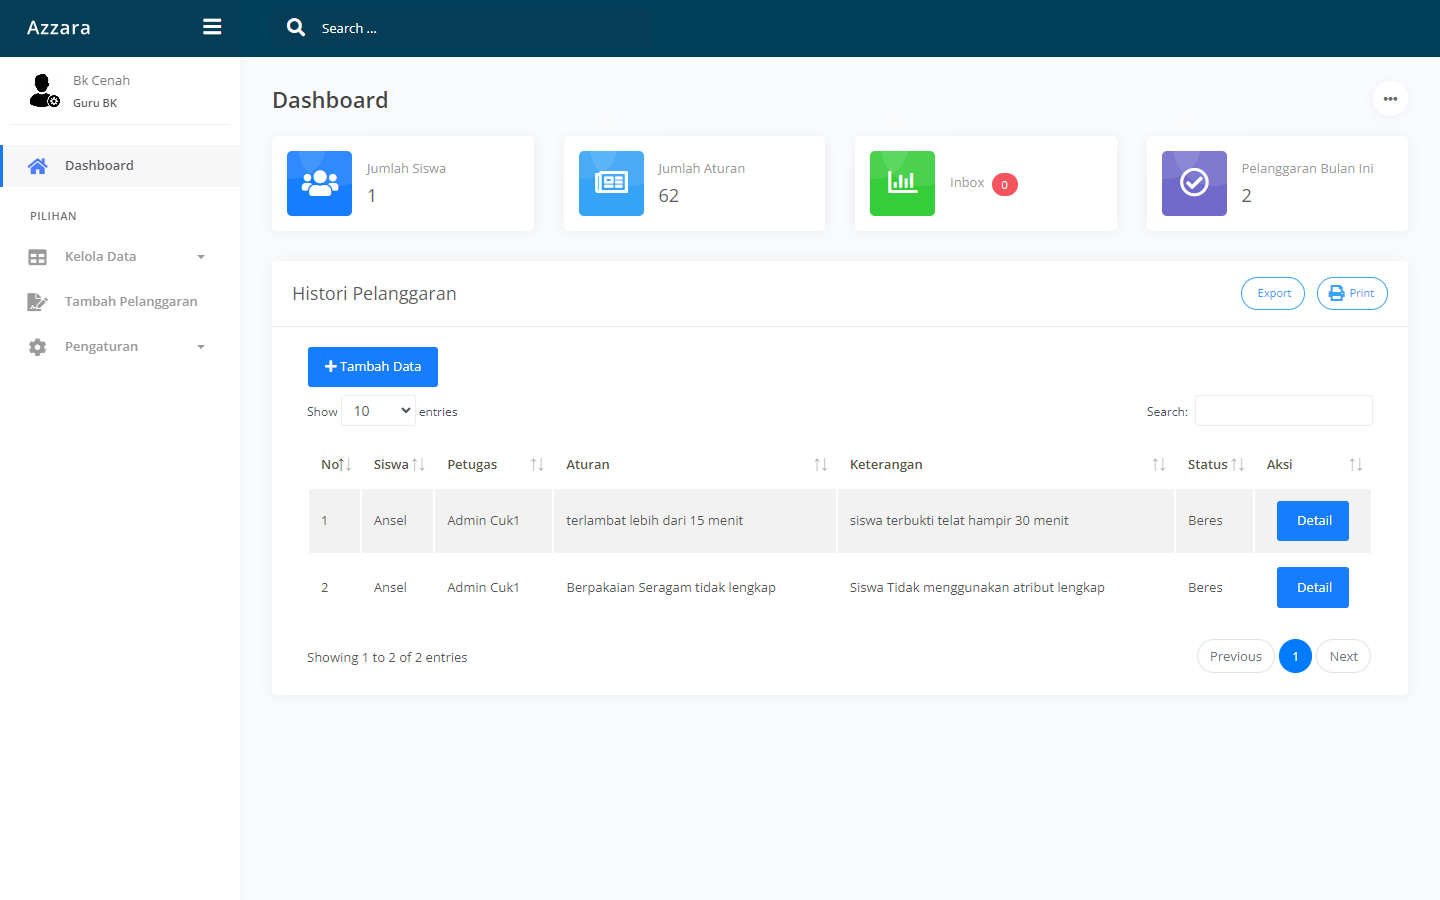 Azzara
Search ...
Bk Cenah
Guru BK
Dashboard
PILIHAN
Kelola Data
Tambah Pelanggaran
Pengaturan
Dashboard
Jumlah Siswa
1
Jumlah Aturan
62
Inbox 0
Pelanggaran Bulan Ini
2
Histori Pelanggaran
Export
Print
Tambah Data
Show 10 entries
Search:
No Siswa Petugas Aturan Keterangan Status Aksi
1 Ansel Admin Cuk1 terlambat lebih dari 15 menit siswa terbukti telat hampir 30 menit Beres Detail
2 Ansel Admin Cuk1 Berpakaian Seragam tidak lengkap Siswa Tidak menggunakan atribut lengkap Beres Detail
Showing 1 to 2 of 2 entries
Previous 1 Next